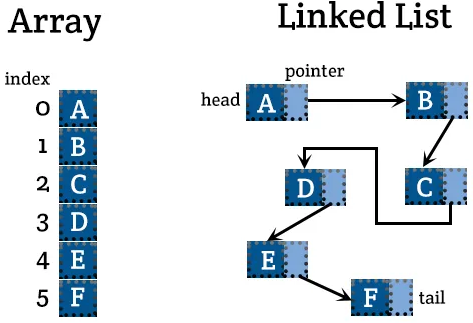 Array
index
0 A
1 B
2 C
3 D
4 E
5 F
Linked List
pointer
head A B
D C
E
F tail